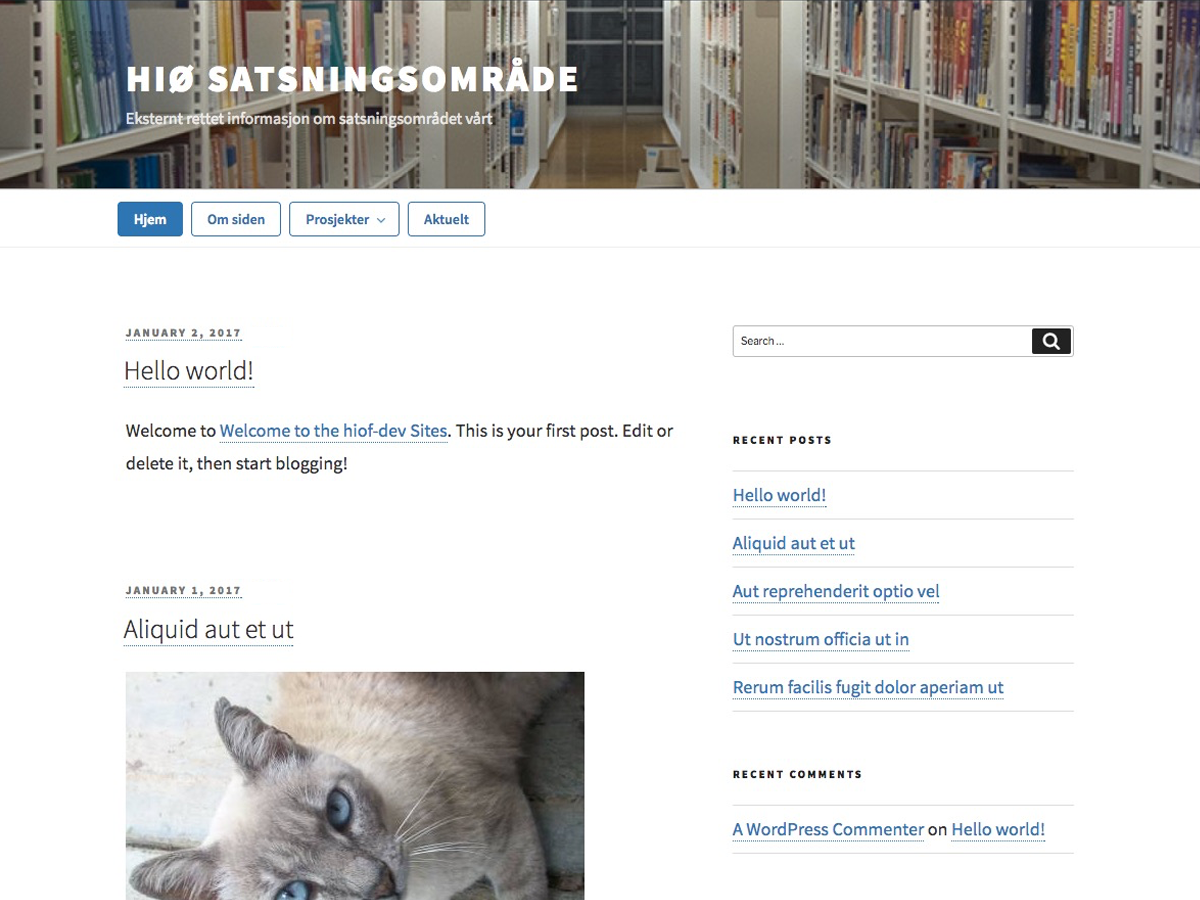 HIØ SATSNINGSOMRÅDE
Eksternt rettet informasjon om satsningsområdet vårt
Hjem
Om siden
Prosjekter
Aktuelt
JANUARY 2, 2017
Hello world!
Welcome to Welcome to the hiof-dev Sites. This is your first post. Edit or
delete it, then start blogging!
JANUARY 1, 2017
Aliquid aut et ut
Search ...
RECENT POSTS
Hello world!
Aliquid aut et ut
Aut reprehenderit optio vel
Ut nostrum officia ut in
Rerum facilis fugit dolor aperiam ut
RECENT COMMENTS
A WordPress Commenter on Hello world!